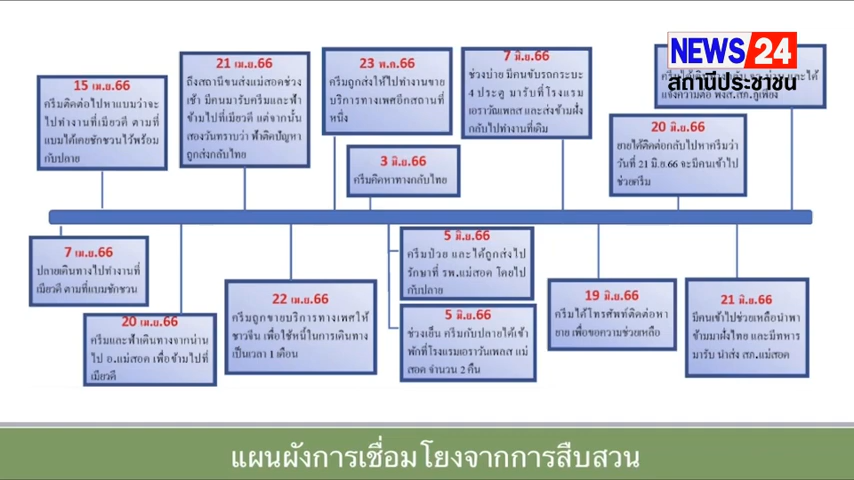 NEWS 24
สถานีประชาชน
15 เม.ย.66
ครีมติดต่อไปหาแบมว่าจะ
ไปทำงานที่เมียวดี ตามที่
แบมได้เคยชักชวนไว้พร้อม
กับปลาย
21 เม.ย.66
ถึงสถานีขนส่งแม่สอดช่วง
เช้า มีคนมารับครีมและฟ้า
ข้ามไปที่เมียวดี แต่จากนั้น
สองวันทราบว่า ฟ้าติดปัญหา
ถูกส่งกลับไทย
23 พ.ค.66
ครีมถูกส่งให้ไปทำงานขาย
บริการทางเพศอีกสถานที่
หนึ่ง
3 มิ.ย.66
ครีมคิดหาทางกลับไทย
7 มิ.ย.66
ช่วงบ่าย มีคนขับรถกระบะ
4 ประตู มารับที่โรงแรม
เอราวัณเพลส และส่งข้ามฝั่ง
กลับไปทำงานที่เดิม
20 มิ.ย.66
ยายได้ติดต่อกลับไปหาครีมว่า
วันที่ 21 มิ.ย.66 จะมีคนเข้าไป
ช่วยครีม
และได้
แจ้งความต่อ พงส.สภ.ภูเพียง
7 เม.ย.66
ปลายเดินทางไปทำงานที่
เมียวดี ตามที่แบมชักชวน
20 เม.ย.66
ครีมและฟ้าเดินทางจากน่าน
ไป อ.แม่สอด เพื่อข้ามไปที่
เมียวดี
22 เม.ย.66
ครีมถูกขายบริการทางเพศให้
ชาวจีน เพื่อใช้หนี้ในการเดินทาง
เป็นเวลา 1 เดือน
5 มิ.ย.66
ครีมป่วย และได้ถูกส่งไป
รักษาที่ รพ.แม่สอด โดยไป
กับปลาย
5 มิ.ย.66
ช่วงเย็น ครีมกับปลายได้เข้า
พักที่โรงแรมเอราวัณเพลส แม่
สอด จำนวน 2 คืน
19 มิ.ย.66
ครีมได้โทรศัพท์ติดต่อหา
ยาย เพื่อขอความช่วยเหลือ
21 มิ.ย.66
มีคนเข้าไปช่วยเหลือนำพา
ข้ามมาฝั่งไทย และมีทหาร
มารับ นำส่ง สภ.แม่สอด
แผนผังการเชื่อมโยงจากการสืบสวน